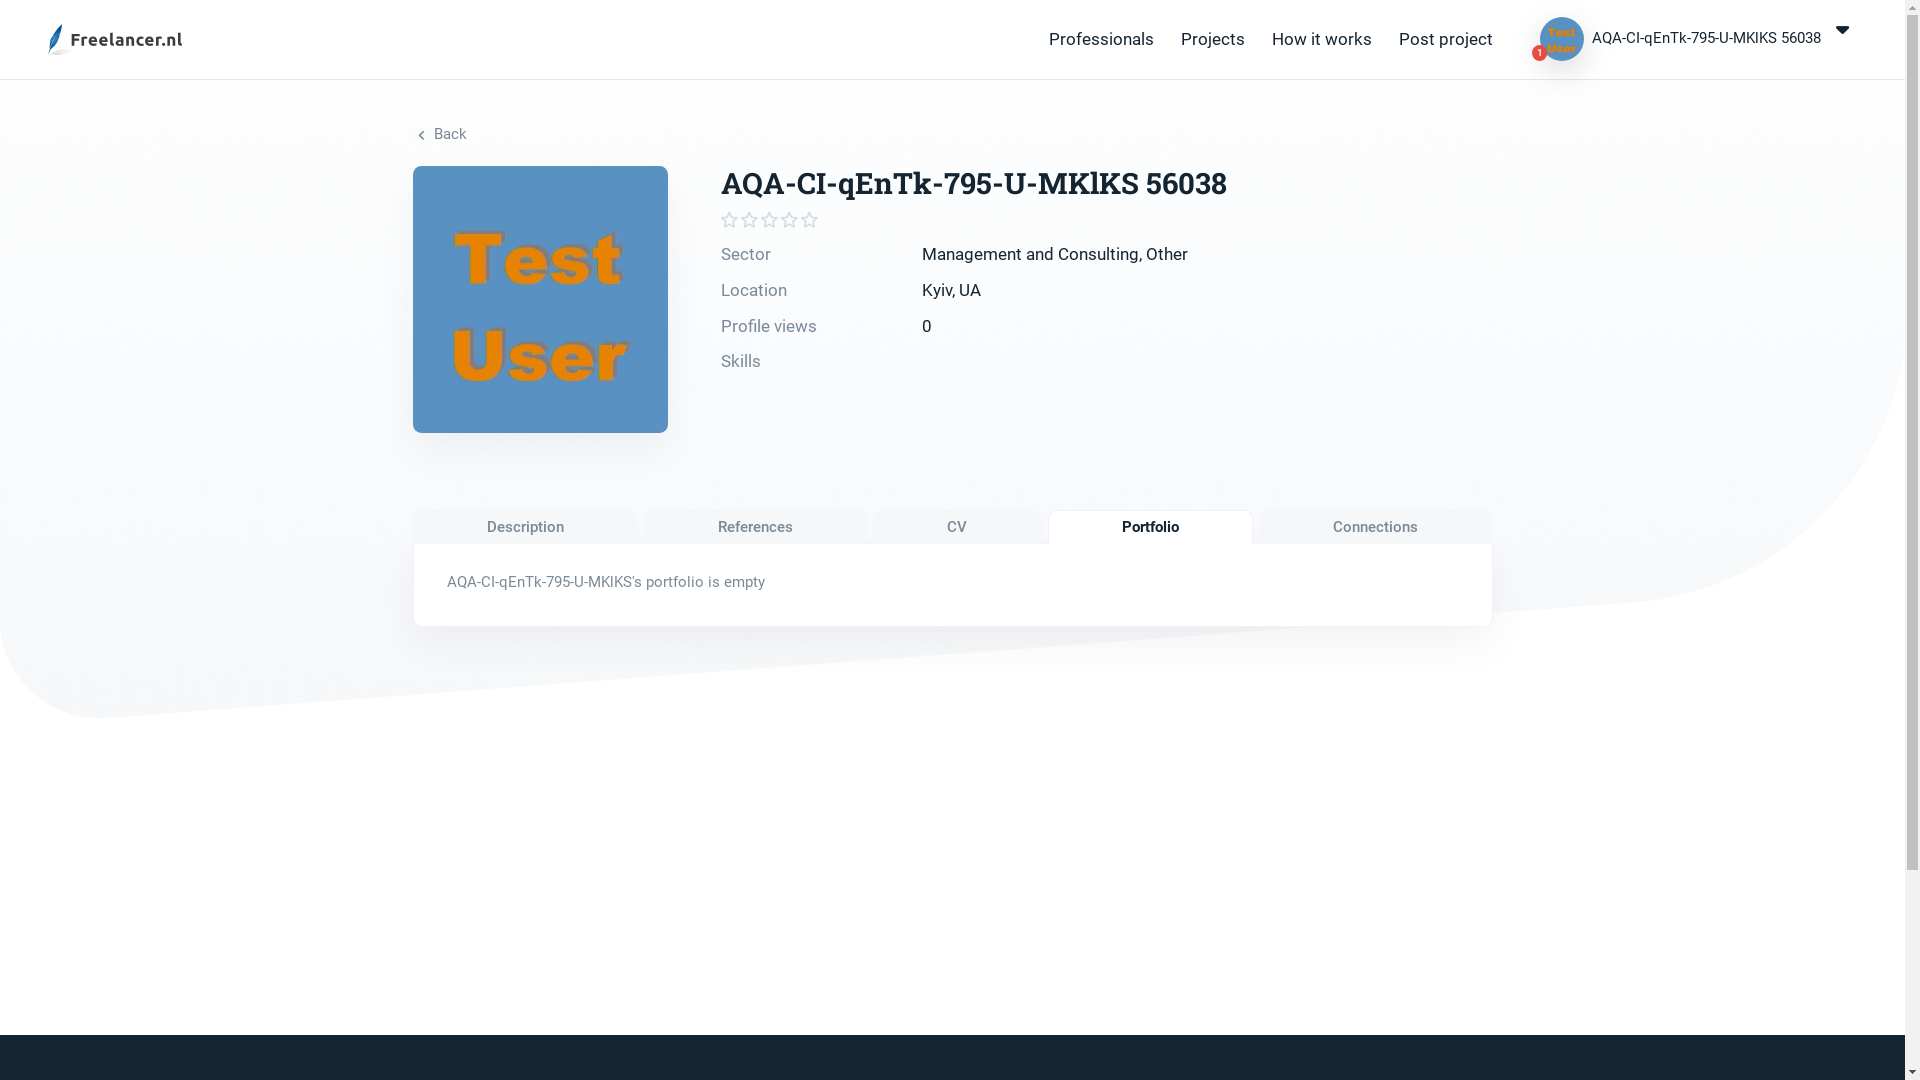 Freelancer.nl
Professionals
Projects
How it works
Post project
Test
User
1
AQA-CI-qEnTk-795-U-MKlKS 56038
Back
Test
User
AQA-CI-qEnTk-795-U-MKlKS 56038
Sector
Management and Consulting, Other
Location
Kyiv, UA
Profile views
0
Skills
Description
References
CV
Portfolio
Connections
AQA-CI-qEnTk-795-U-MKlKS's portfolio is empty